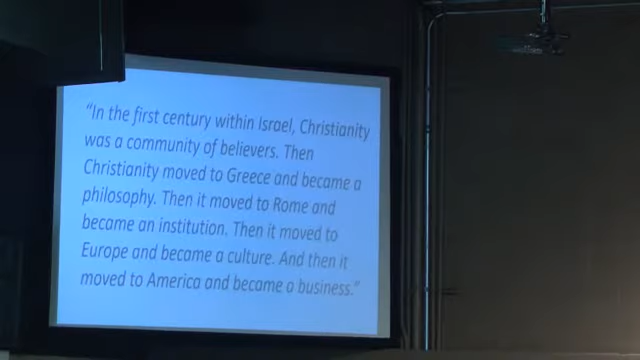 “In the first century within Israel, Christianity
was a community of believers. Then
Christianity moved to Greece and became a
philosophy. Then it moved to Rome and
became an institution. Then it moved to
Europe and became a culture. And then it
moved to America and became a business.”